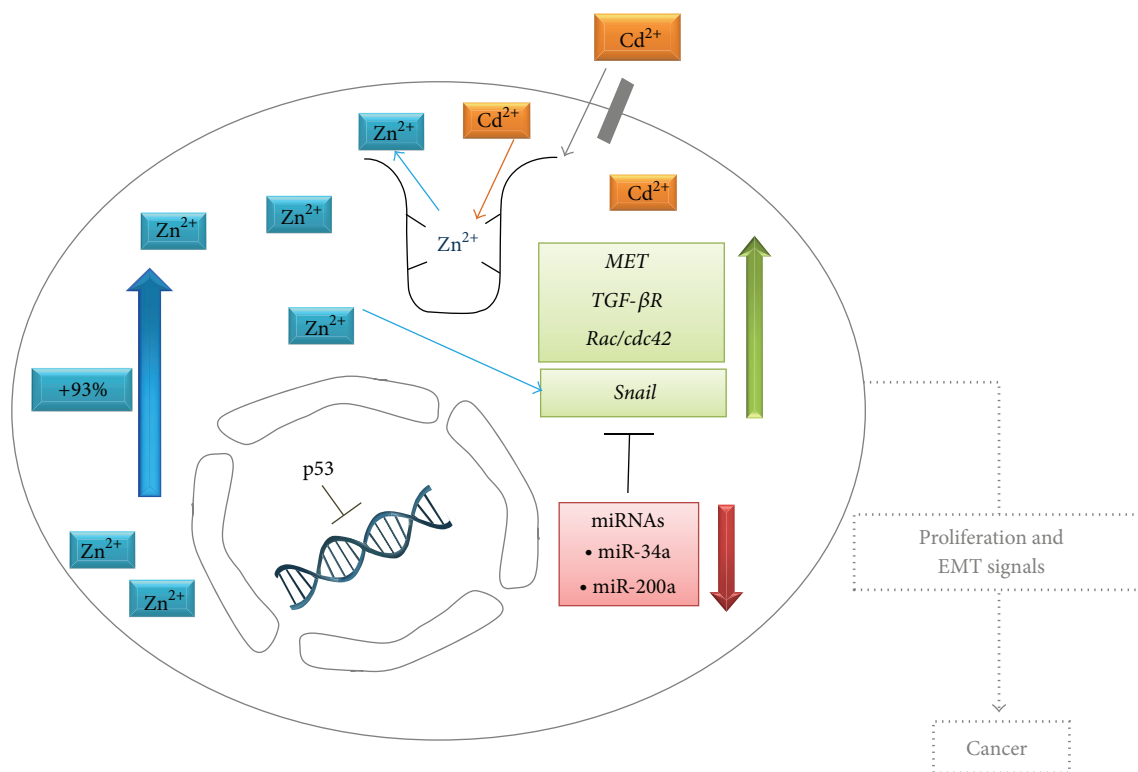 Cd²⁺
Zn²⁺
Cd²⁺
Cd²⁺
Zn²⁺
Zn²⁺
Zn²⁺
MET
TGF-βR
Rac/cdc42
Zn²⁺
Snail
+93%
p53
miRNAs
• miR-34a
• miR-200a
Zn²⁺
Zn²⁺
Proliferation and
EMT signals
Cancer